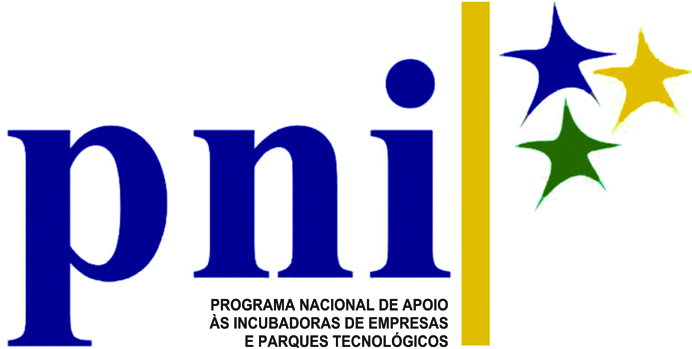 pni
PROGRAMA NACIONAL DE APOIO
ÀS INCUBADORAS DE EMPRESAS
E PARQUES TECNOLÓGICOS